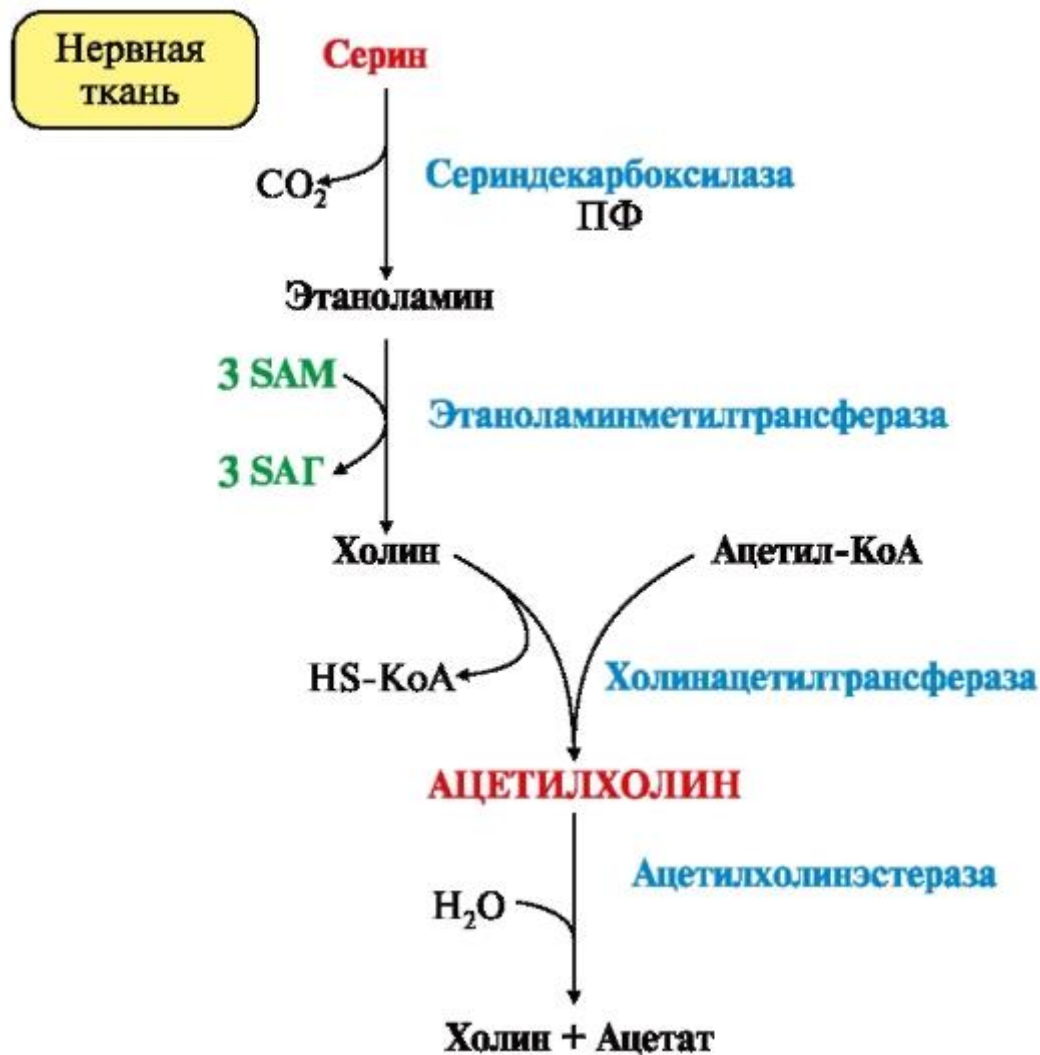 Нервная
ткань
Серин
CO₂
Сериндекарбоксилаза
ПФ
Этаноламин
3 SAM
Этаноламинметилтрансфераза
3 SAГ
Холин
Ацетил-КоА
HS-КоА
Холинацетилтрансфераза
АЦЕТИЛХОЛИН
Ацетилхолинэстераза
H₂O
Холин + Ацетат